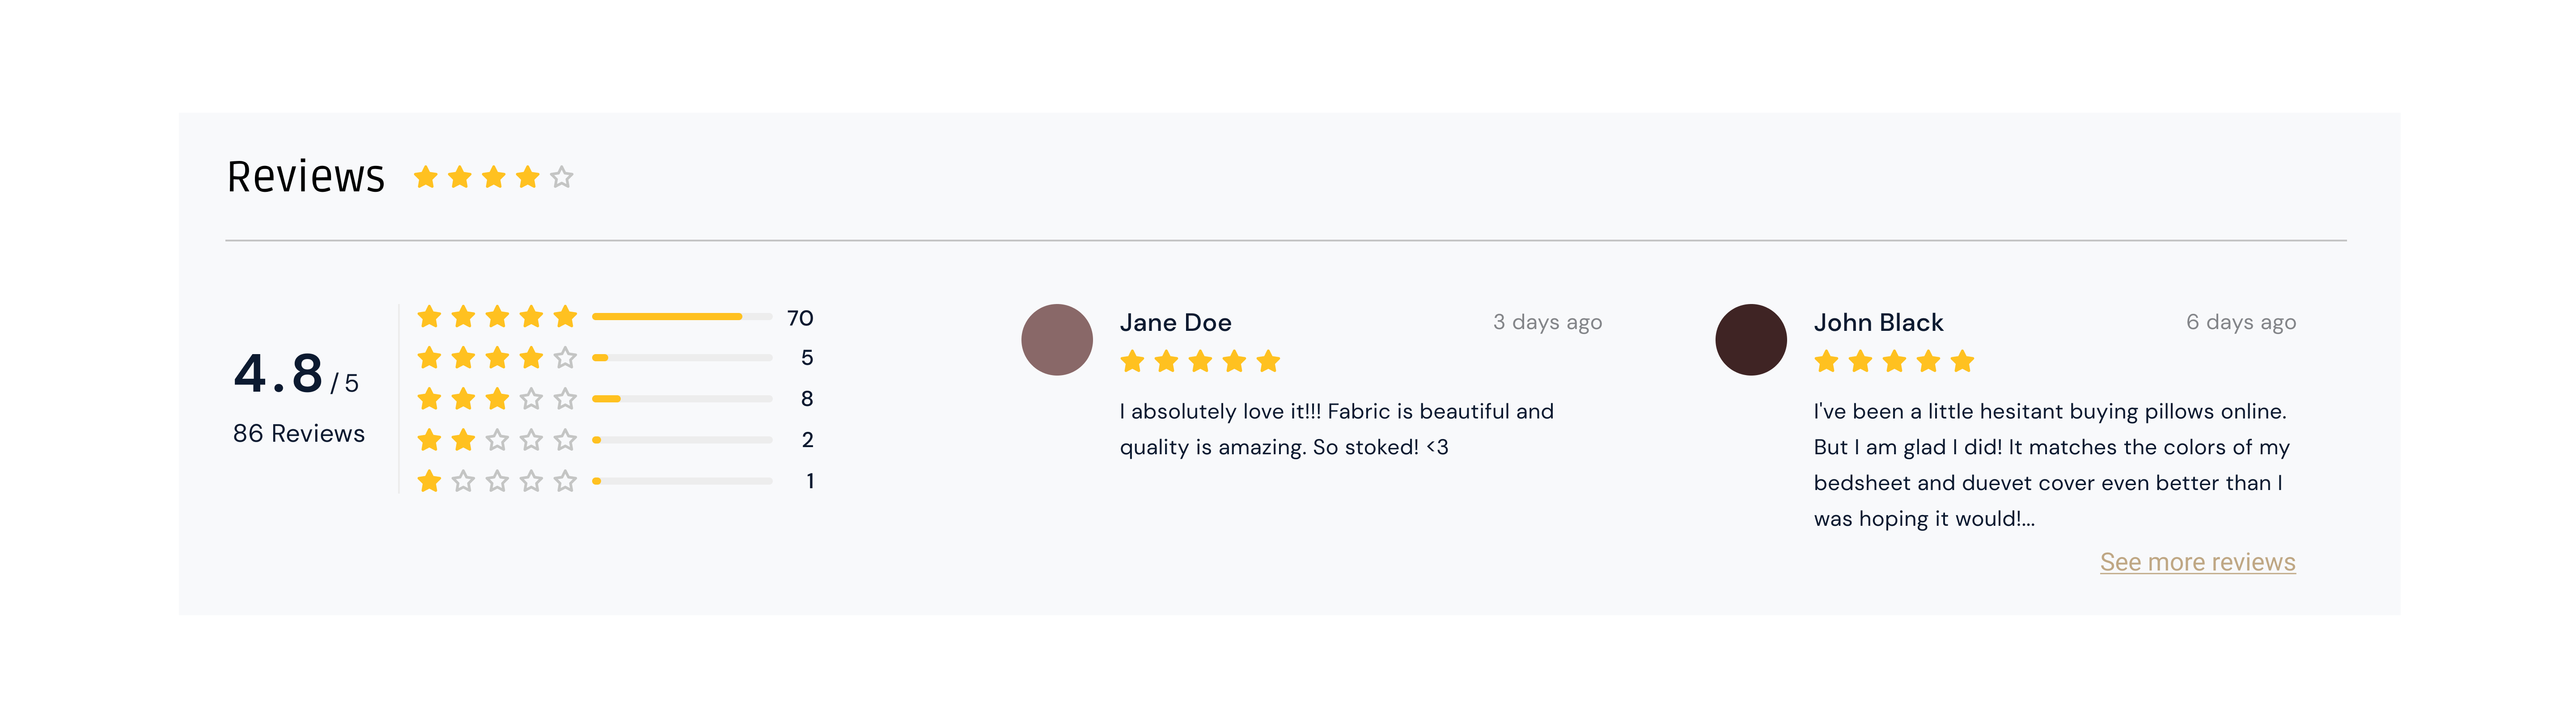 Reviews
4.8 / 5
86 Reviews
70
5
8
2
1
Jane Doe
3 days ago
I absolutely love it!!! Fabric is beautiful and
quality is amazing. So stoked! <3
John Black
6 days ago
I've been a little hesitant buying pillows online.
But I am glad I did! It matches the colors of my
bedsheet and duevet cover even better than I
was hoping it would!...
See more reviews